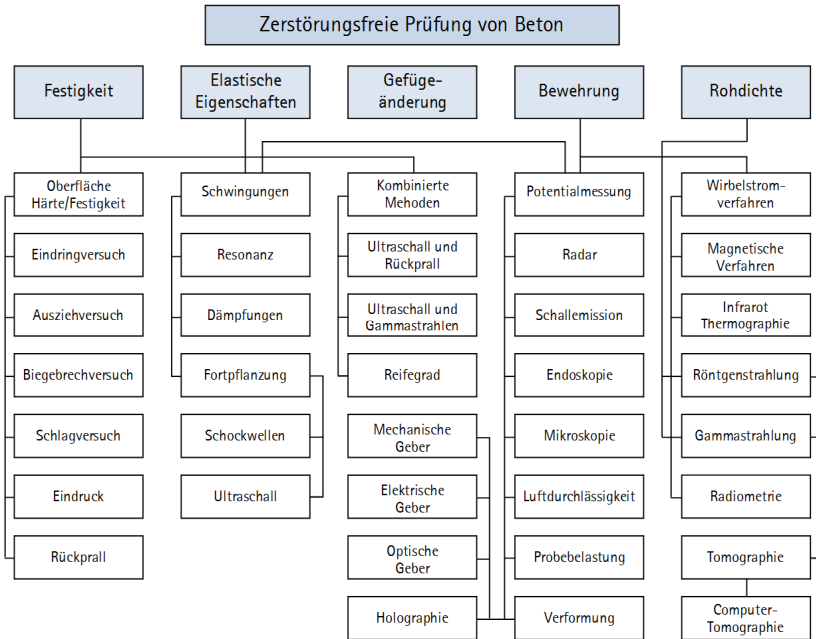 Zerstörungsfreie Prüfung von Beton
Festigkeit
Elastische
Eigenschaften
Gefüge-
änderung
Bewehrung
Rohdichte
Oberfläche
Härte/Festigkeit
Eindringversuch
Ausziehversuch
Biegebrechversuch
Schlagversuch
Eindruck
Rückprall
Schwingungen
Resonanz
Dämpfungen
Fortpflanzung
Schockwellen
Ultraschall
Kombinierte
Mehoden
Ultraschall und
Rückprall
Ultraschall und
Gammastrahlen
Reifegrad
Mechanische
Geber
Elektrische
Geber
Optische
Geber
Holographie
Potentialmessung
Radar
Schallemission
Endoskopie
Mikroskopie
Luftdurchlässigkeit
Probebelastung
Verformung
Wirbelstrom-
verfahren
Magnetische
Verfahren
Infrarot
Thermographie
Röntgenstrahlung
Gammastrahlung
Radiometrie
Tomographie
Computer-
Tomographie